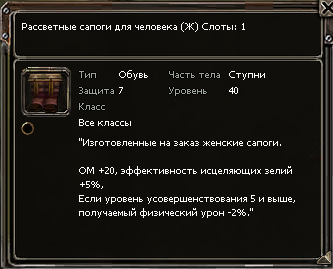 Рассветные сапоги для человека (Ж) Слоты: 1
Тип Обувь Часть тела Ступни
Защита 7 Уровень 40
Класс
Все классы
"Изготовленные на заказ женские сапоги.
ОМ +20, эффективность исцеляющих зелий
+5%,
Если уровень усовершенствования 5 и выше,
получаемый физический урон -2%."